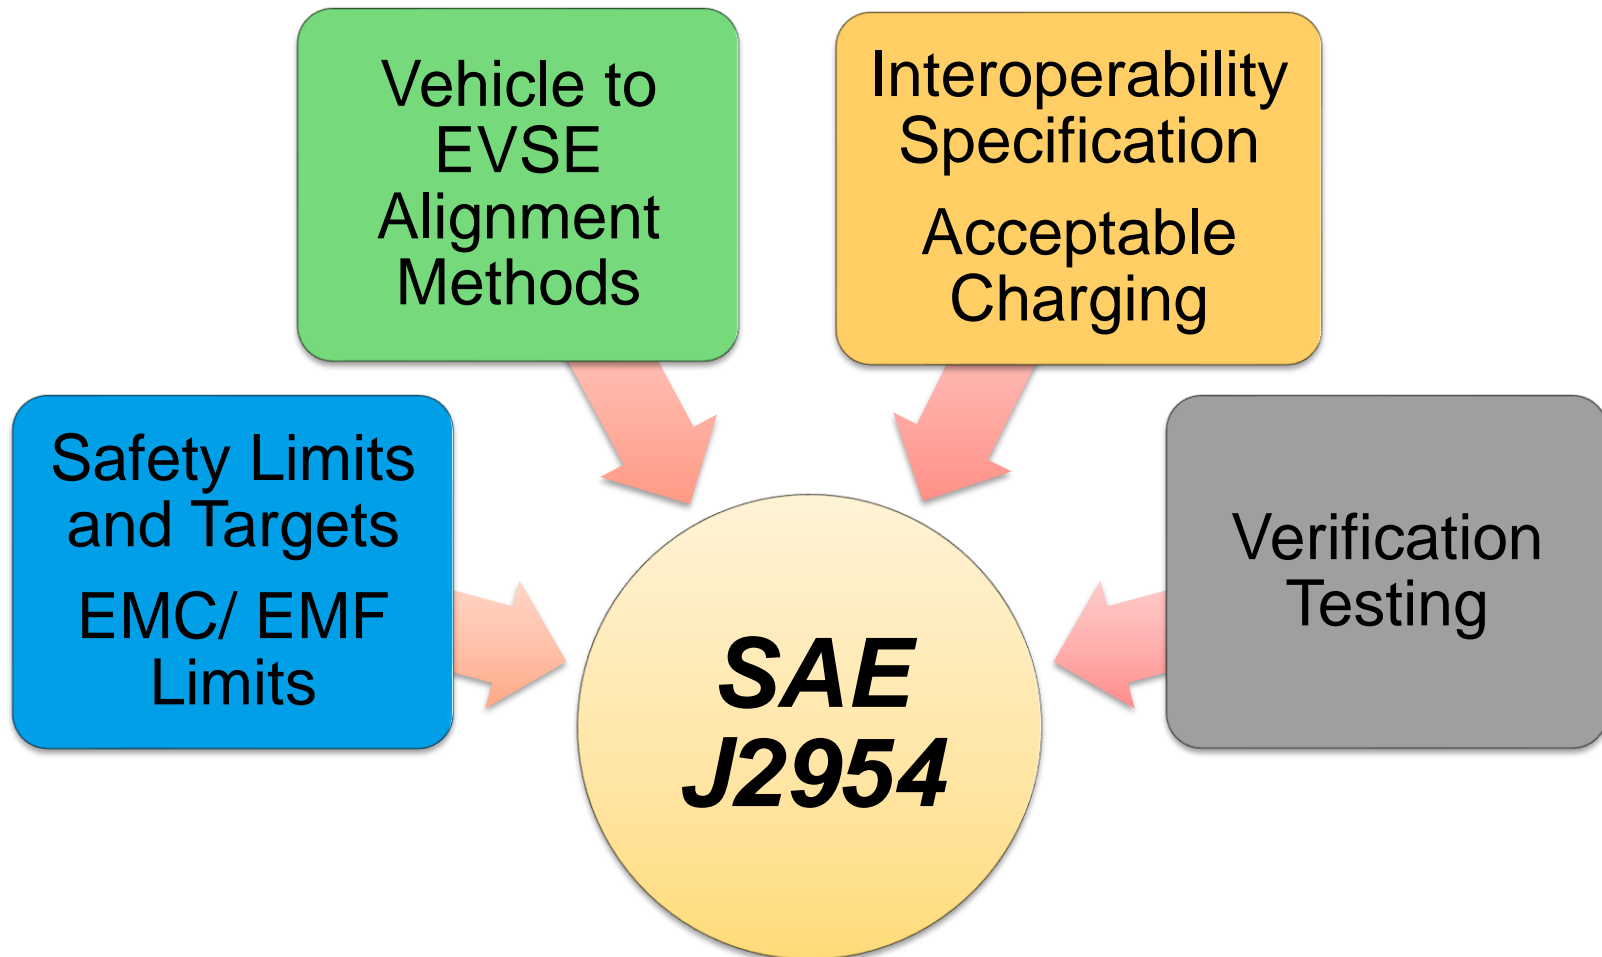 Vehicle to
EVSE
Alignment
Methods
Interoperability
Specification
Acceptable
Charging
Safety Limits
and Targets
EMC/ EMF
Limits
Verification
Testing
SAE
J2954